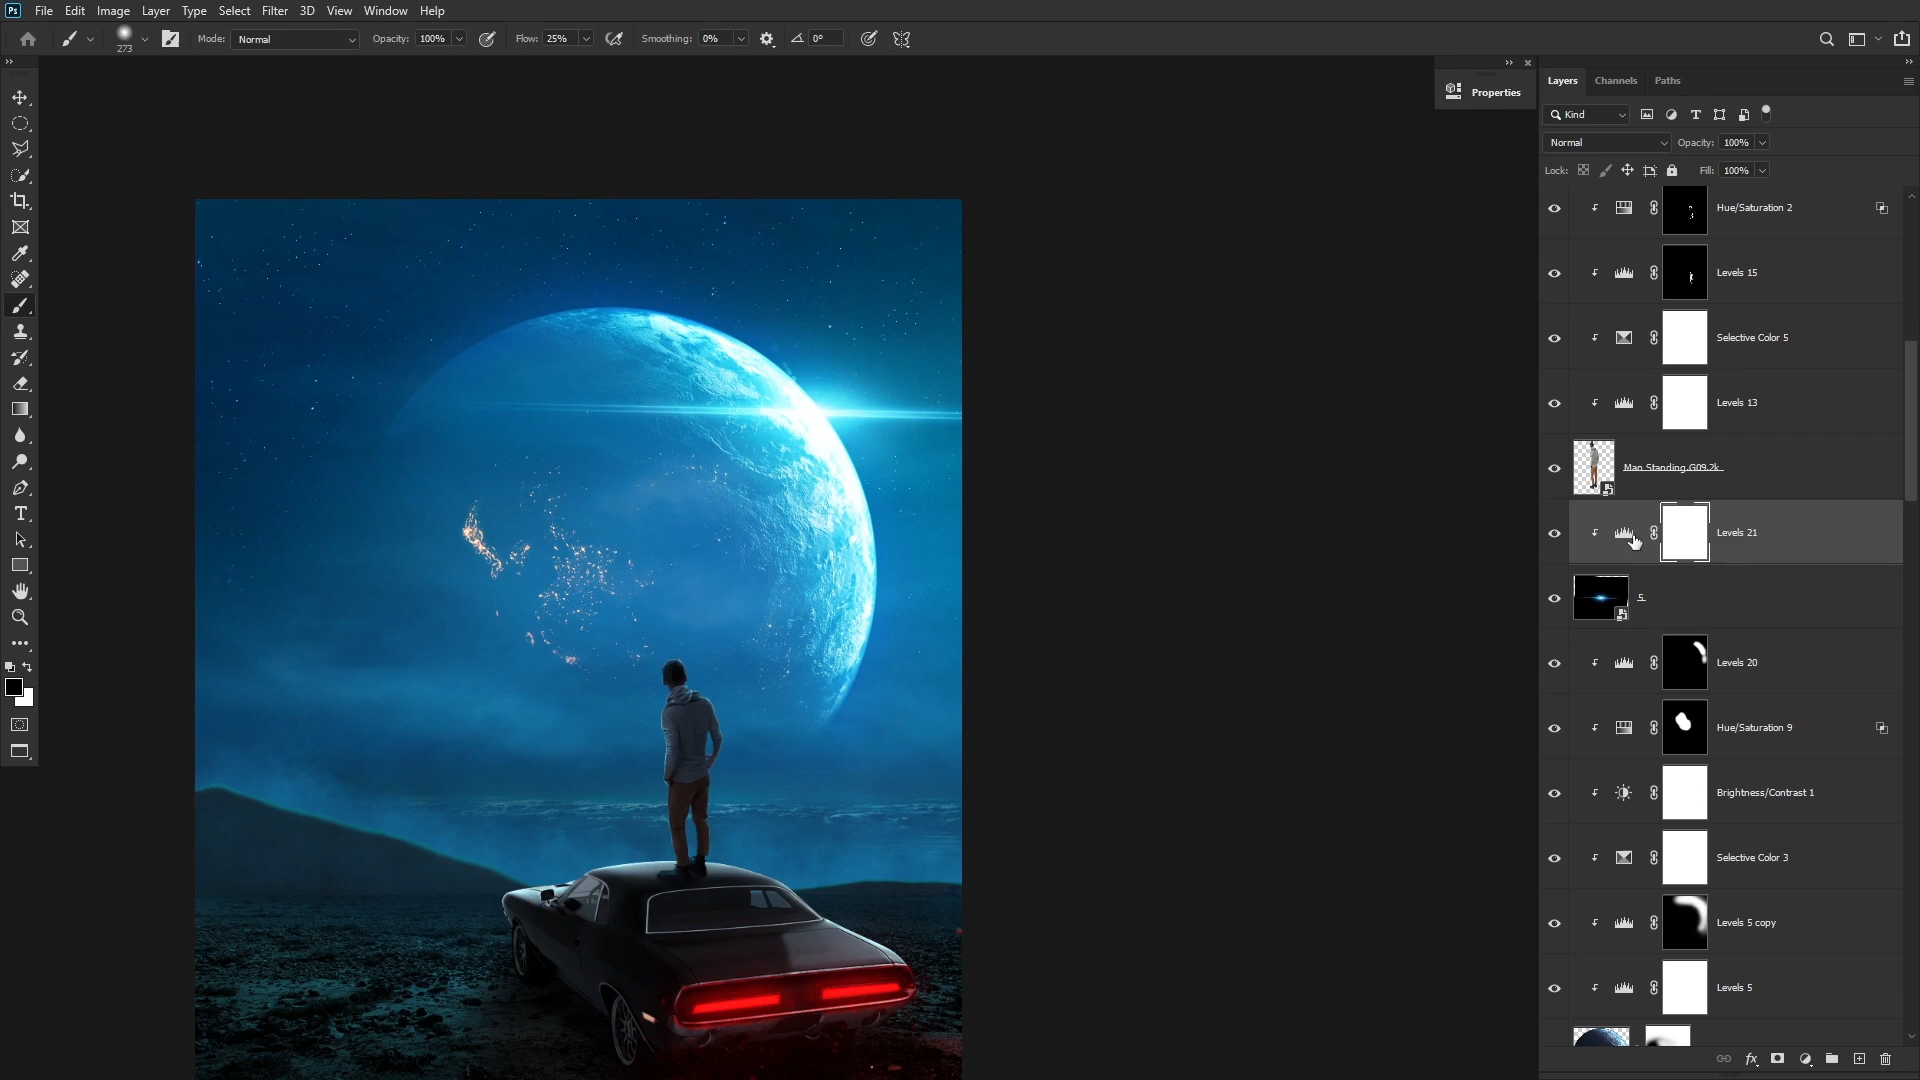 Ps File Edit Image Layer Type Select Filter 3D View Window Help
273 Mode: Normal Opacity: 100% Flow: 25% Smoothing: 0% 0°
Properties
Layers Channels Paths
Kind
Normal Opacity: 100%
Lock: Fill: 100%
Hue/Saturation 2
Levels 15
Selective Color 5
Levels 13
Man.Standing.G09.2k
Levels 21
5
Levels 20
Hue/Saturation 9
Brightness/Contrast 1
Selective Color 3
Levels 5 copy
Levels 5
fx